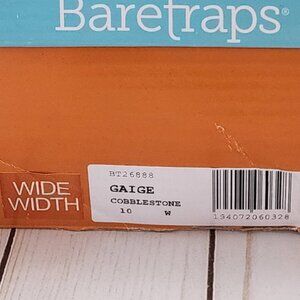 Baretraps®
WIDE
WIDTH
BT26888
GAIGE
COBBLESTONE
10 W
194072060328